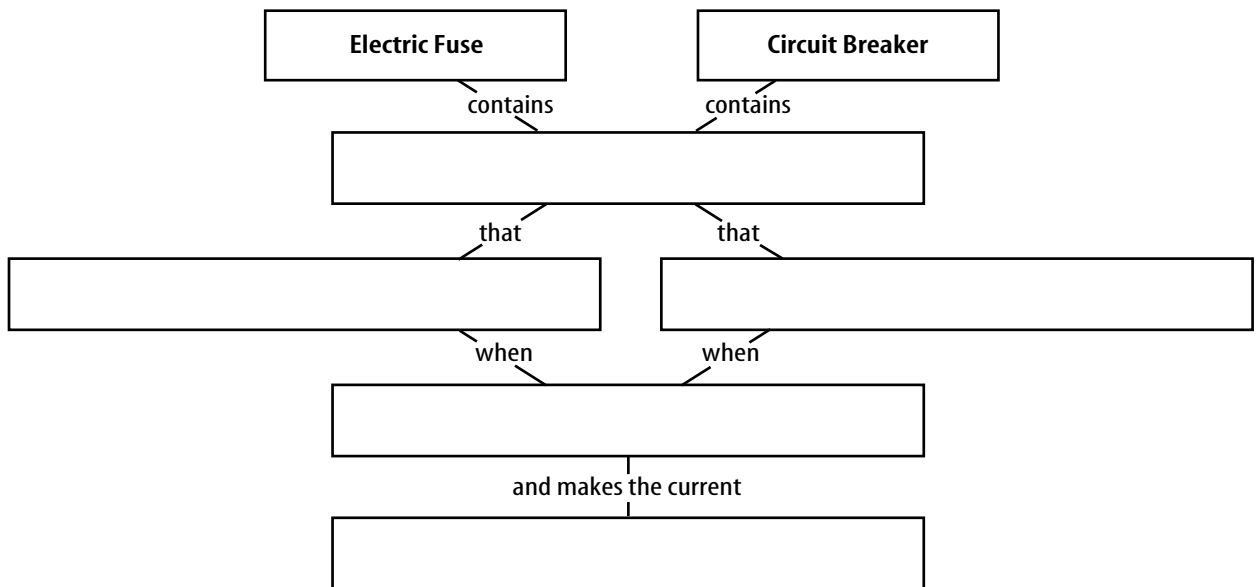 Electric Fuse
Circuit Breaker
contains
contains
that
that
when
when
and makes the current